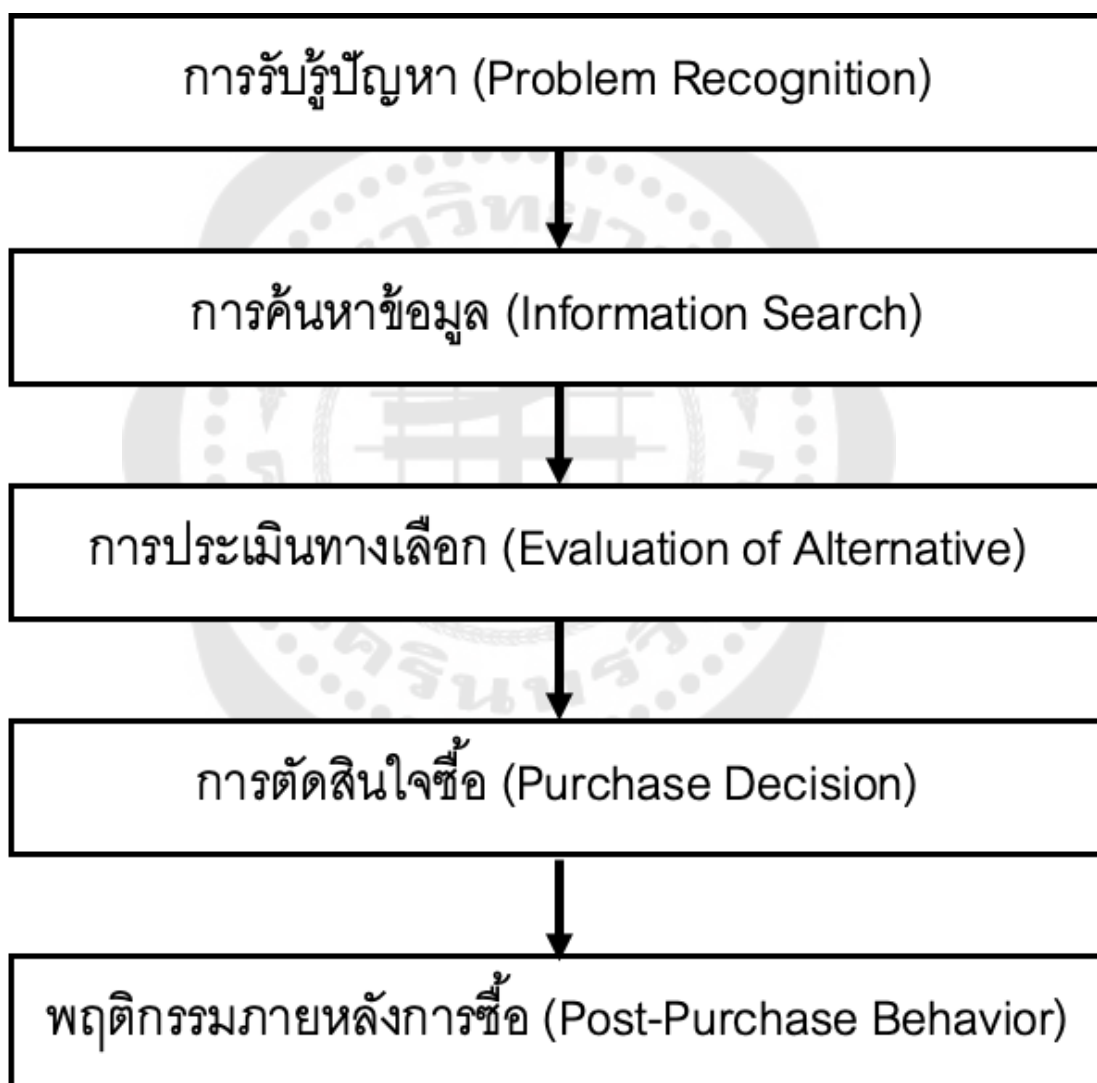 การรับรู้ปัญหา (Problem Recognition)
การค้นหาข้อมูล (Information Search)
การประเมินทางเลือก (Evaluation of Alternative)
การตัดสินใจซื้อ (Purchase Decision)
พฤติกรรมภายหลังการซื้อ (Post-Purchase Behavior)